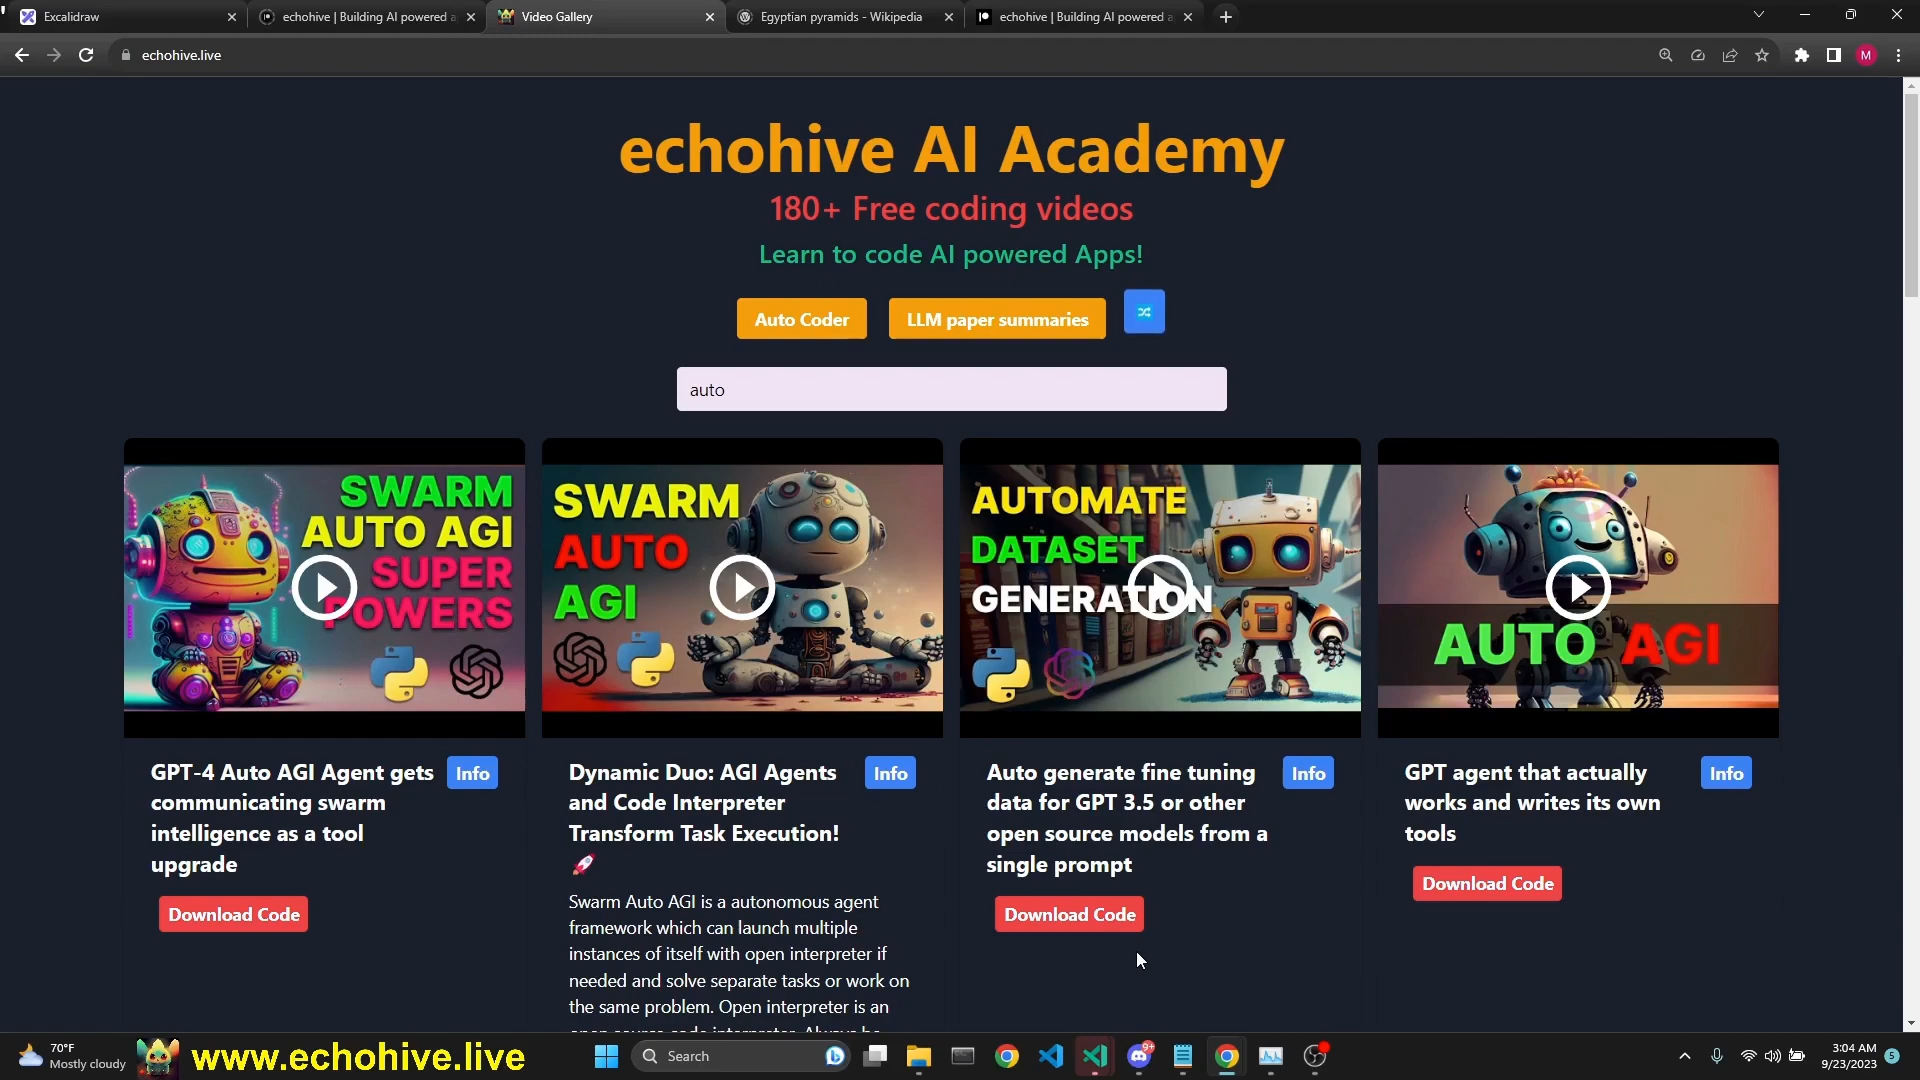 Excalidraw
echohive | Building AI powered a
Video Gallery
Egyptian pyramids - Wikipedia
echohive | Building AI powered a
echohive.live
M
echohive AI Academy
180+ Free coding videos
Learn to code AI powered Apps!
Auto Coder
LLM paper summaries
auto
SWARM
AUTO AGI
SUPER
POWERS
SWARM
AUTO
AGI
AUTOMATE
DATASET
GENERATION
AUTO AGI
GPT-4 Auto AGI Agent gets
communicating swarm
intelligence as a tool
upgrade
Info
Download Code
Dynamic Duo: AGI Agents
and Code Interpreter
Transform Task Execution!
🚀
Info
Swarm Auto AGI is a autonomous agent
framework which can launch multiple
instances of itself with open interpreter if
needed and solve separate tasks or work on
the same problem. Open interpreter is an
Auto generate fine tuning
data for GPT 3.5 or other
open source models from a
single prompt
Info
Download Code
GPT agent that actually
works and writes its own
tools
Info
Download Code
70°F
Mostly cloudy
www.echohive.live
Search
9+
3:04 AM
9/23/2023
5